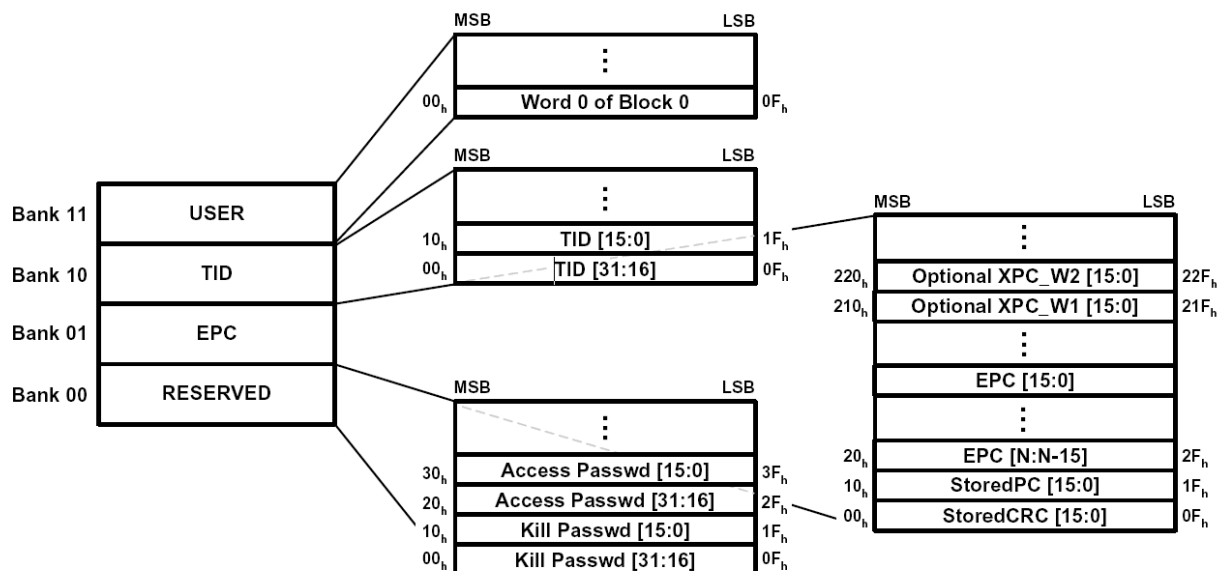 MSB LSB
⋮
00h Word 0 of Block 0 0Fh
MSB LSB
⋮
10h TID [15:0] 1Fh
00h TID [31:16] 0Fh
Bank 11 USER
Bank 10 TID
Bank 01 EPC
Bank 00 RESERVED
MSB LSB
⋮
30h Access Passwd [15:0] 3Fh
20h Access Passwd [31:16] 2Fh
10h Kill Passwd [15:0] 1Fh
00h Kill Passwd [31:16] 0Fh
MSB LSB
⋮
220h Optional XPC_W2 [15:0] 22Fh
210h Optional XPC_W1 [15:0] 21Fh
⋮
EPC [15:0]
⋮
20h EPC [N:N-15] 2Fh
10h StoredPC [15:0] 1Fh
00h StoredCRC [15:0] 0Fh